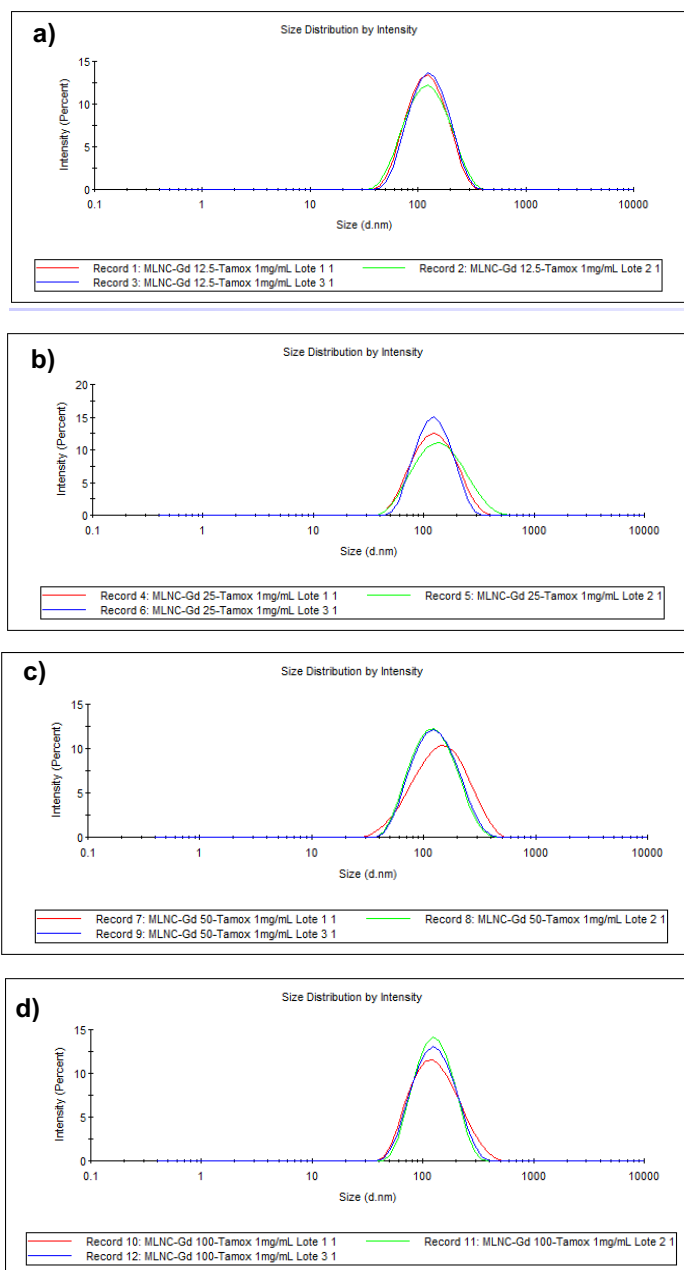 a)
Size Distribution by Intensity
15
10
5
0
Intensity (Percent)
0.1 1 10 100 1000 10000
Size (d.nm)
Record 1: MLNC-Gd 12.5-Tamox 1mg/mL Lote 1 1 Record 2: MLNC-Gd 12.5-Tamox 1mg/mL Lote 2 1
Record 3: MLNC-Gd 12.5-Tamox 1mg/mL Lote 3 1
b)
Size Distribution by Intensity
20
15
10
5
0
Intensity (Percent)
0.1 1 10 100 1000 10000
Size (d.nm)
Record 4: MLNC-Gd 25-Tamox 1mg/mL Lote 1 1 Record 5: MLNC-Gd 25-Tamox 1mg/mL Lote 2 1
Record 6: MLNC-Gd 25-Tamox 1mg/mL Lote 3 1
c)
Size Distribution by Intensity
15
10
5
0
Intensity (Percent)
0.1 1 10 100 1000 10000
Size (d.nm)
Record 7: MLNC-Gd 50-Tamox 1mg/mL Lote 1 1 Record 8: MLNC-Gd 50-Tamox 1mg/mL Lote 2 1
Record 9: MLNC-Gd 50-Tamox 1mg/mL Lote 3 1
d)
Size Distribution by Intensity
15
10
5
0
Intensity (Percent)
0.1 1 10 100 1000 10000
Size (d.nm)
Record 10: MLNC-Gd 100-Tamox 1mg/mL Lote 1 1 Record 11: MLNC-Gd 100-Tamox 1mg/mL Lote 2 1
Record 12: MLNC-Gd 100-Tamox 1mg/mL Lote 3 1